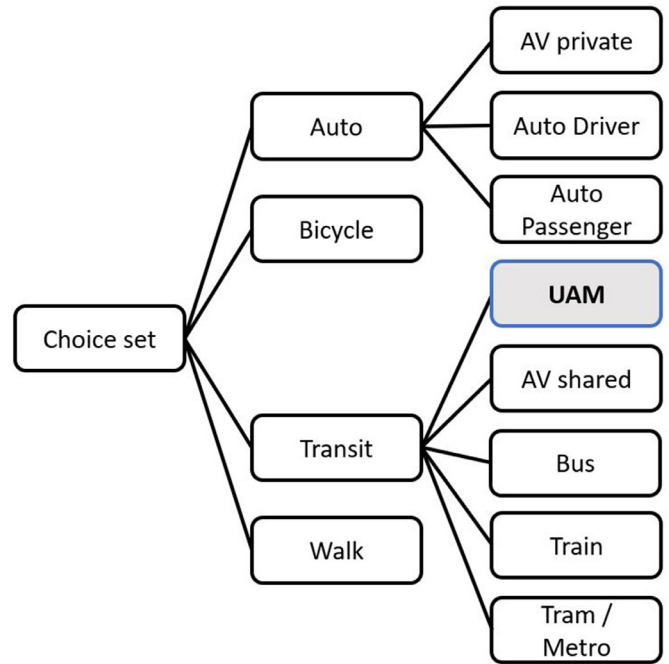 Choice set
Auto
Bicycle
Transit
Walk
AV private
Auto Driver
Auto
Passenger
UAM
AV shared
Bus
Train
Tram /
Metro